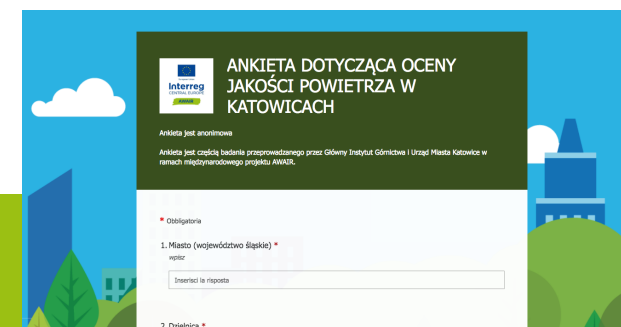 Interreg
CENTRAL EUROPE
AWAIR
ANKIETA DOTYCZĄCA OCENY
JAKOŚCI POWIETRZA W
KATOWICACH
Ankieta jest anonimowa
Ankieta jest częścią badania przeprowadzanego przez Główny Instytut Górnictwa i Urząd Miasta Katowice w
ramach międzynarodowego projektu AWAIR.
* Obbligatoria
1. Miasto (województwo śląskie) *
wpisz
Inserisci la risposta
2. Dzielnica *